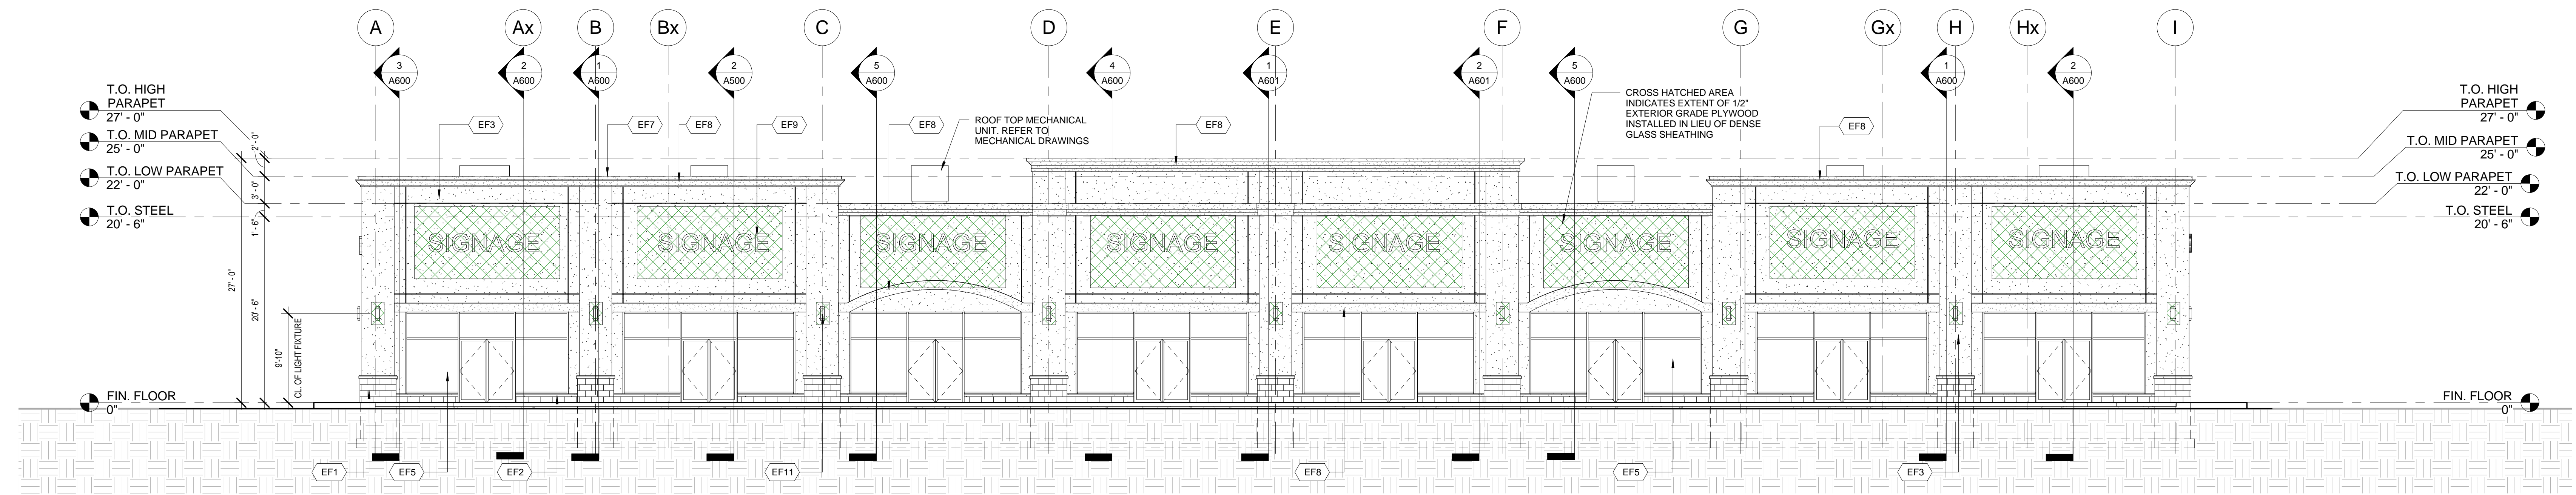 A
Ax
B
Bx
C
D
E
F
G
Gx
H
Hx
I
3
A600
2
A600
1
A600
2
A500
5
A600
4
A600
1
A601
2
A601
5
A600
1
A600
2
A600
T.O. HIGH
PARAPET
27' - 0"
T.O. MID PARAPET
25' - 0"
T.O. LOW PARAPET
22' - 0"
T.O. STEEL
20' - 6"
FIN. FLOOR
0"
2' - 0"
3' - 0"
1' - 6"
27' - 0"
20' - 6"
9'-10"
CL. OF LIGHT FIXTURE
EF3
EF7
EF8
EF9
EF8
ROOF TOP MECHANICAL
UNIT. REFER TO
MECHANICAL DRAWINGS
EF8
CROSS HATCHED AREA
INDICATES EXTENT OF 1/2"
EXTERIOR GRADE PLYWOOD
INSTALLED IN LIEU OF DENSE
GLASS SHEATHING
EF8
T.O. HIGH
PARAPET
27' - 0"
T.O. MID PARAPET
25' - 0"
T.O. LOW PARAPET
22' - 0"
T.O. STEEL
20' - 6"
FIN. FLOOR
0"
SIGNAGE
SIGNAGE
SIGNAGE
SIGNAGE
SIGNAGE
SIGNAGE
SIGNAGE
SIGNAGE
EF1
EF5
EF2
EF11
EF8
EF5
EF3